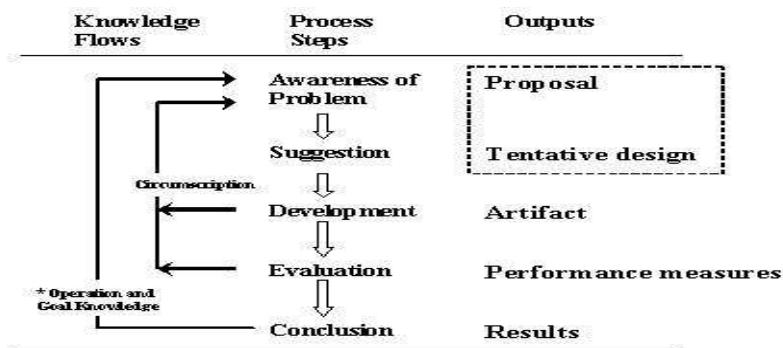 Knowledge Flows
Process Steps
Outputs
Awareness of Problem
Proposal
Suggestion
Tentative design
Circumscription
Development
Artifact
Evaluation
Performance measures
* Operation and Goal Knowledge
Conclusion
Results